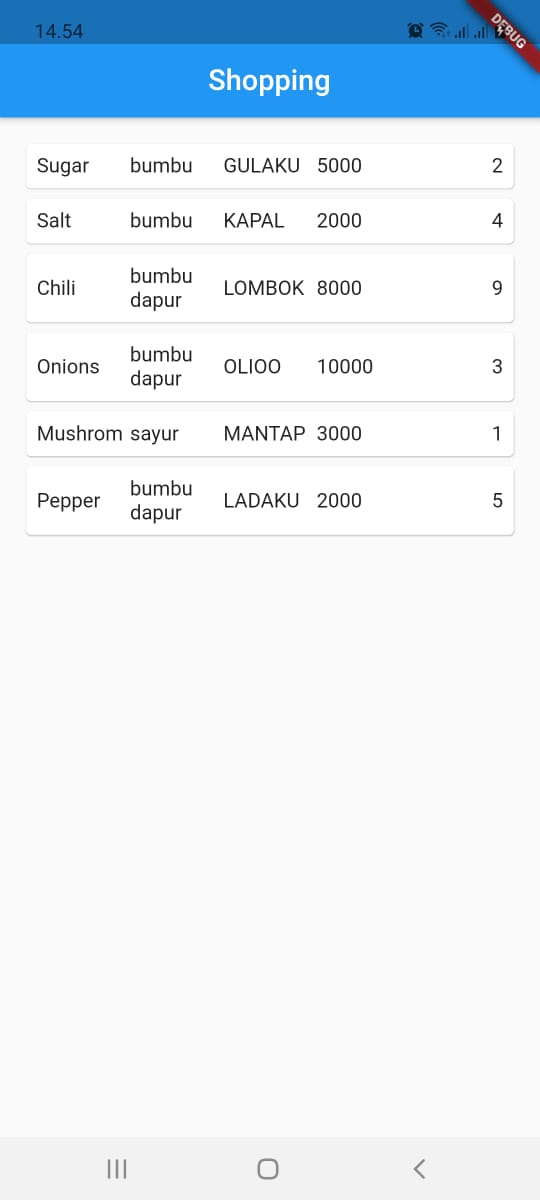 14.54
DEBUG
Shopping
Sugar bumbu GULAKU 5000 2
Salt bumbu KAPAL 2000 4
Chili bumbu dapur LOMBOK 8000 9
Onions bumbu dapur OLIOO 10000 3
Mushrom sayur MANTAP 3000 1
Pepper bumbu dapur LADAKU 2000 5